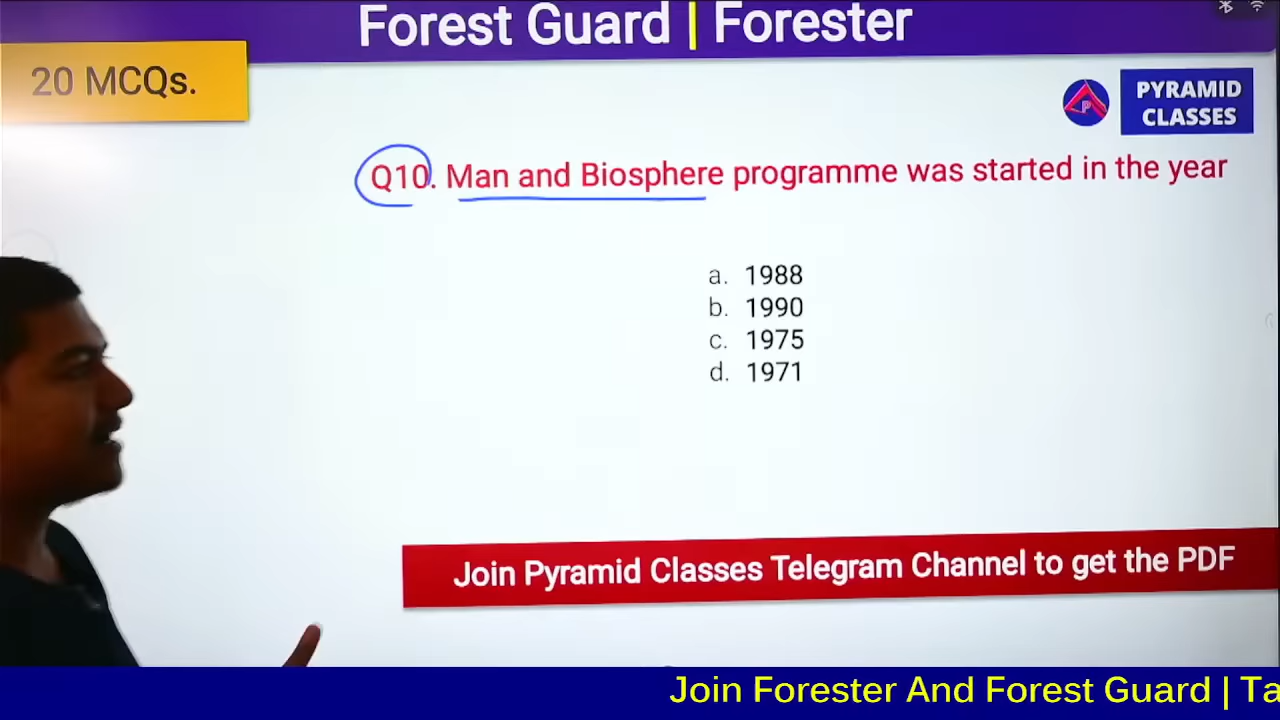 Forest Guard | Forester
20 MCQs.
PYRAMID
CLASSES
P
Q10. Man and Biosphere programme was started in the year
a. 1988
b. 1990
c. 1975
d. 1971
Join Pyramid Classes Telegram Channel to get the PDF
Join Forester And Forest Guard | Ta